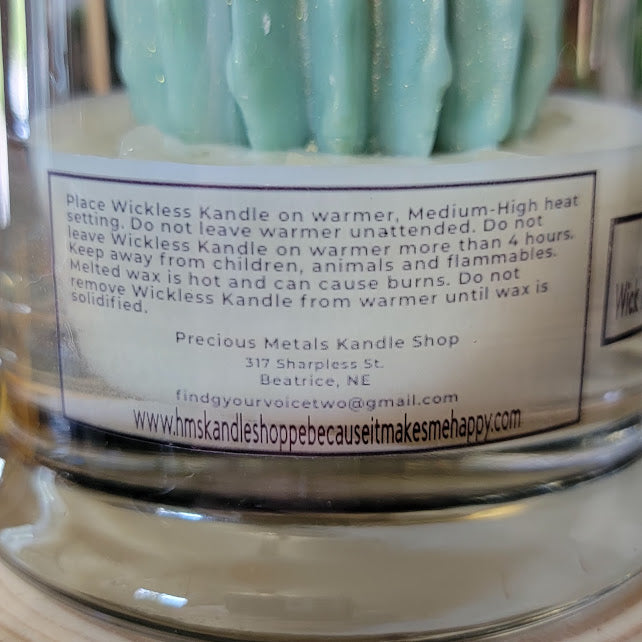 Place Wickless Kandle on warmer, Medium-High heat
setting. Do not leave warmer unattended. Do not
leave Wickless Kandle on warmer more than 4 hours.
Keep away from children, animals and flammables.
Melted wax is hot and can cause burns. Do not
remove Wickless Kandle from warmer until wax is
solidified.
Precious Metals Kandle Shop
317 Sharpless St.
Beatrice, NE
findgyourvoicetwo@gmail.com
www.hmskandleshoppebecauseitmakesmehappy.com
Wick